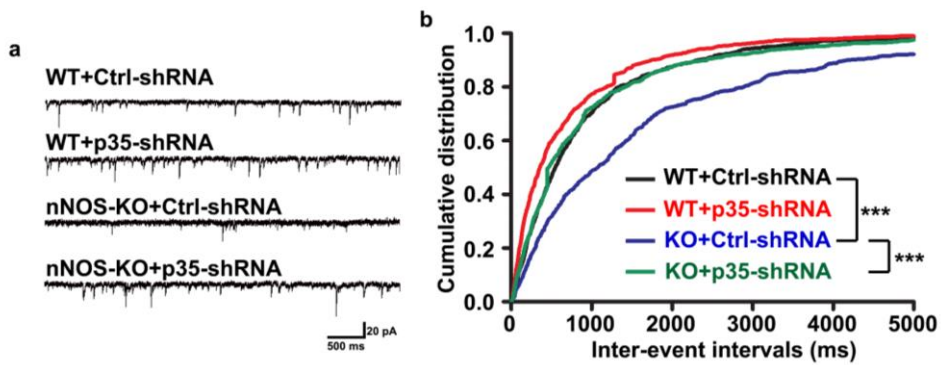 a
WT+Ctrl-shRNA
WT+p35-shRNA
nNOS-KO+Ctrl-shRNA
nNOS-KO+p35-shRNA
20 pA
500 ms
b
Cumulative distribution
1.0
0.8
0.6
0.4
0.2
0.0
WT+Ctrl-shRNA
WT+p35-shRNA
***
KO+Ctrl-shRNA
KO+p35-shRNA
***
0 1000 2000 3000 4000 5000
Inter-event intervals (ms)